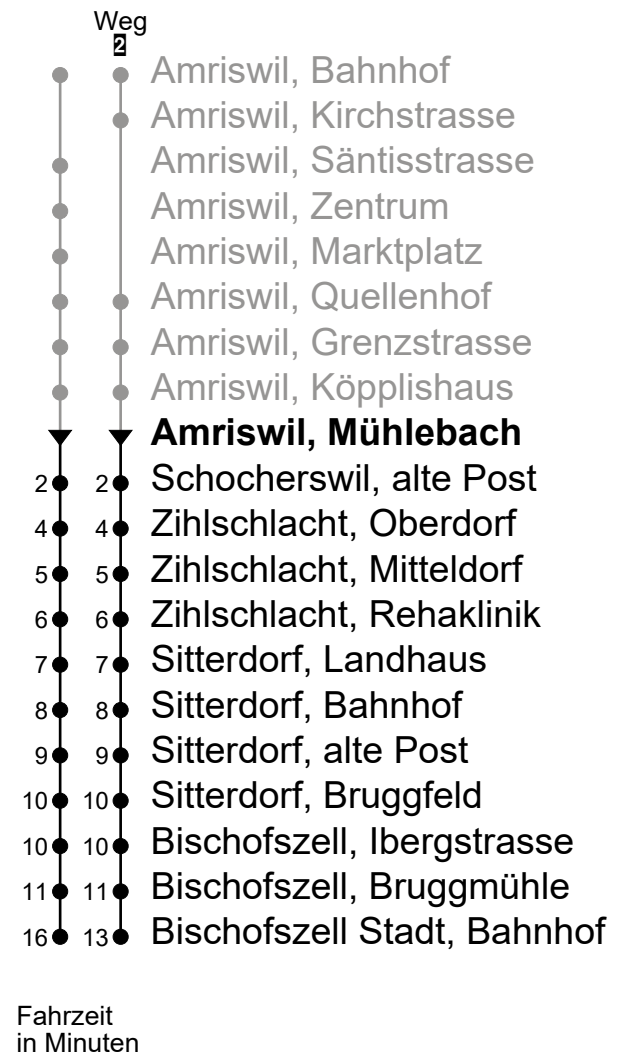 Weg
2
Amriswil, Bahnhof
Amriswil, Kirchstrasse
Amriswil, Säntisstrasse
Amriswil, Zentrum
Amriswil, Marktplatz
Amriswil, Quellenhof
Amriswil, Grenzstrasse
Amriswil, Köpplishaus
Amriswil, Mühlebach
2 2 Schocherswil, alte Post
4 4 Zihlschlacht, Oberdorf
5 5 Zihlschlacht, Mitteldorf
6 6 Zihlschlacht, Rehaklinik
7 7 Sitterdorf, Landhaus
8 8 Sitterdorf, Bahnhof
9 9 Sitterdorf, alte Post
10 10 Sitterdorf, Bruggfeld
10 10 Bischofszell, Ibergstrasse
11 11 Bischofszell, Bruggmühle
16 13 Bischofszell Stadt, Bahnhof
Fahrzeit
in Minuten